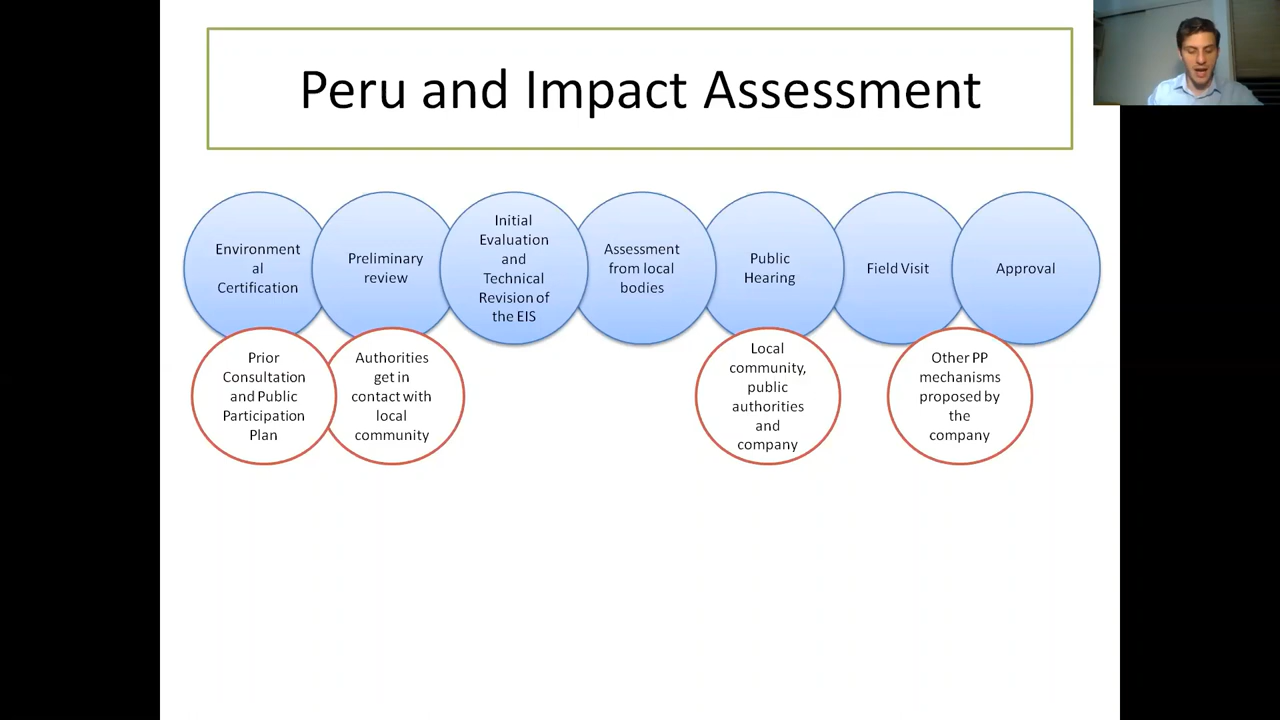 Peru and Impact Assessment
Environment
al
Certification
Preliminary
review
Initial
Evaluation
and
Technical
Revision of
the EIS
Assessment
from local
bodies
Public
Hearing
Field Visit
Approval
Prior
Consultation
and Public
Participation
Plan
Authorities
get in
contact with
local
community
Local
community,
public
authorities
and
company
Other PP
mechanisms
proposed by
the
company